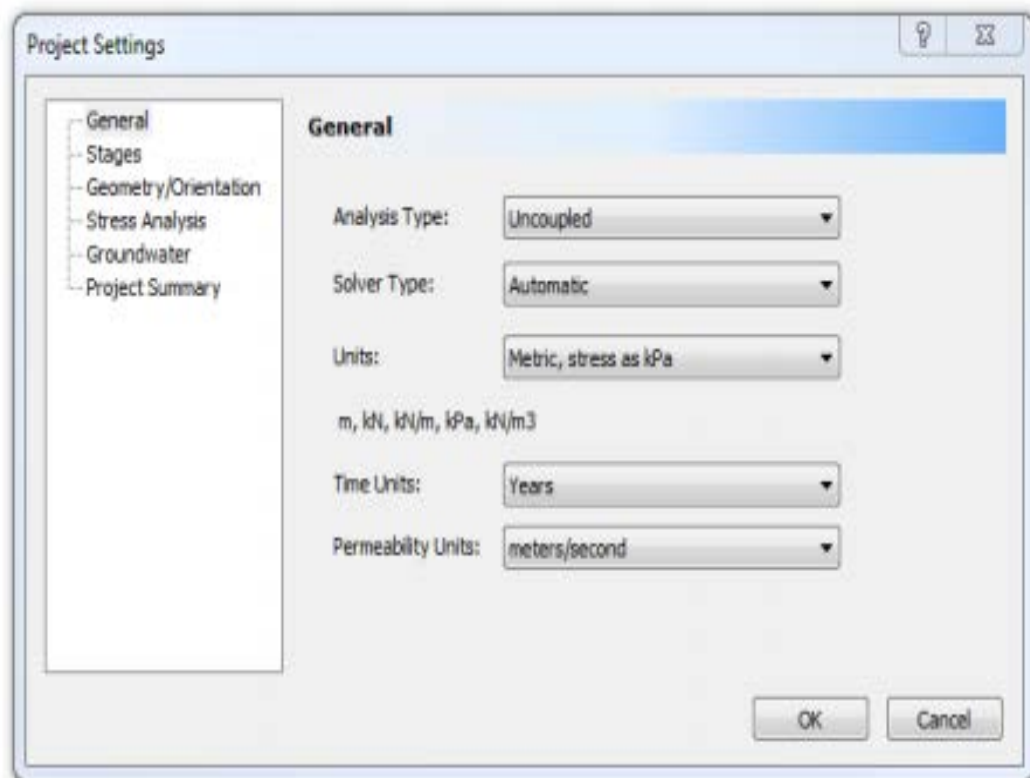 Project Settings
General
Stages
Geometry/Orientation
Stress Analysis
Groundwater
Project Summary
General
Analysis Type: Uncoupled
Solver Type: Automatic
Units: Metric, stress as kPa
m, kN, kN/m, kPa, kN/m3
Time Units: Years
Permeability Units: meters/second
OK Cancel